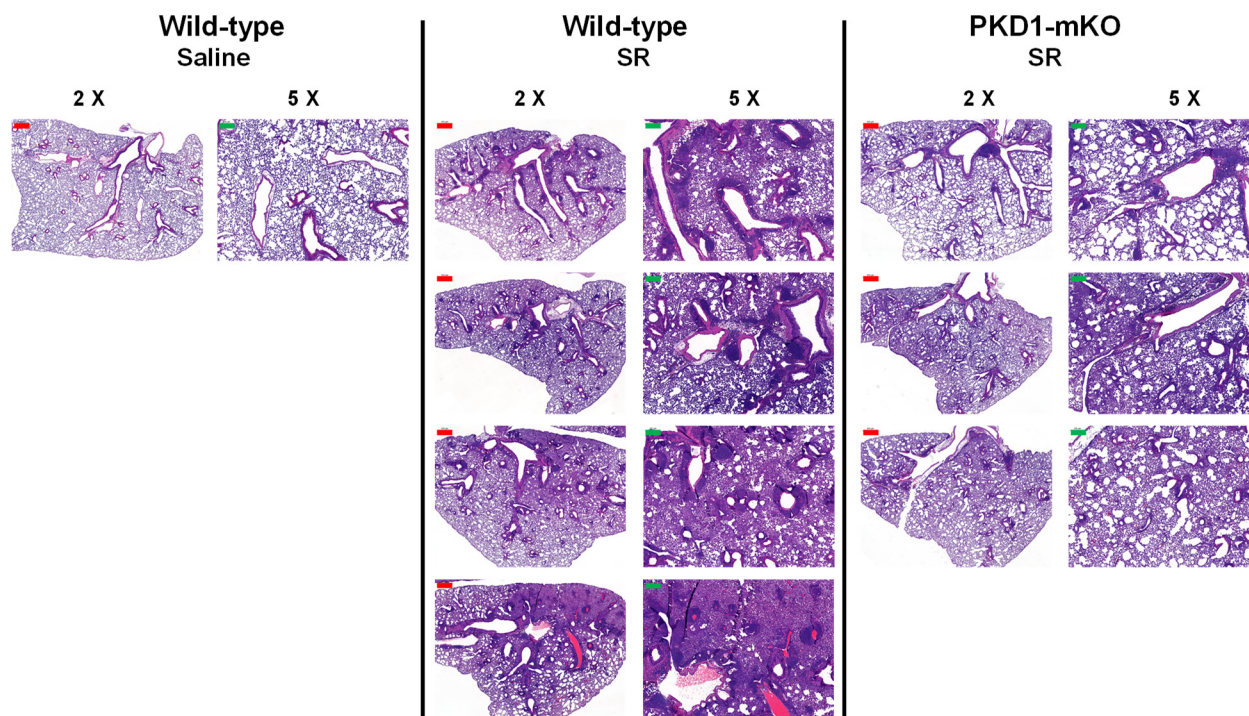 Wild-type
Saline
2 X
5 X
Wild-type
SR
2 X
5 X
PKD1-mKO
SR
2 X
5 X